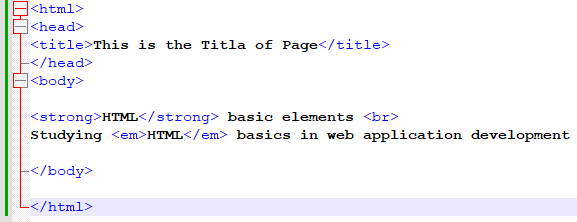 <html>
<head>
<title>This is the Titla of Page</title>
</head>
<body>
<strong>HTML</strong> basic elements <br>
Studying <em>HTML</em> basics in web application development
</body>
</html>